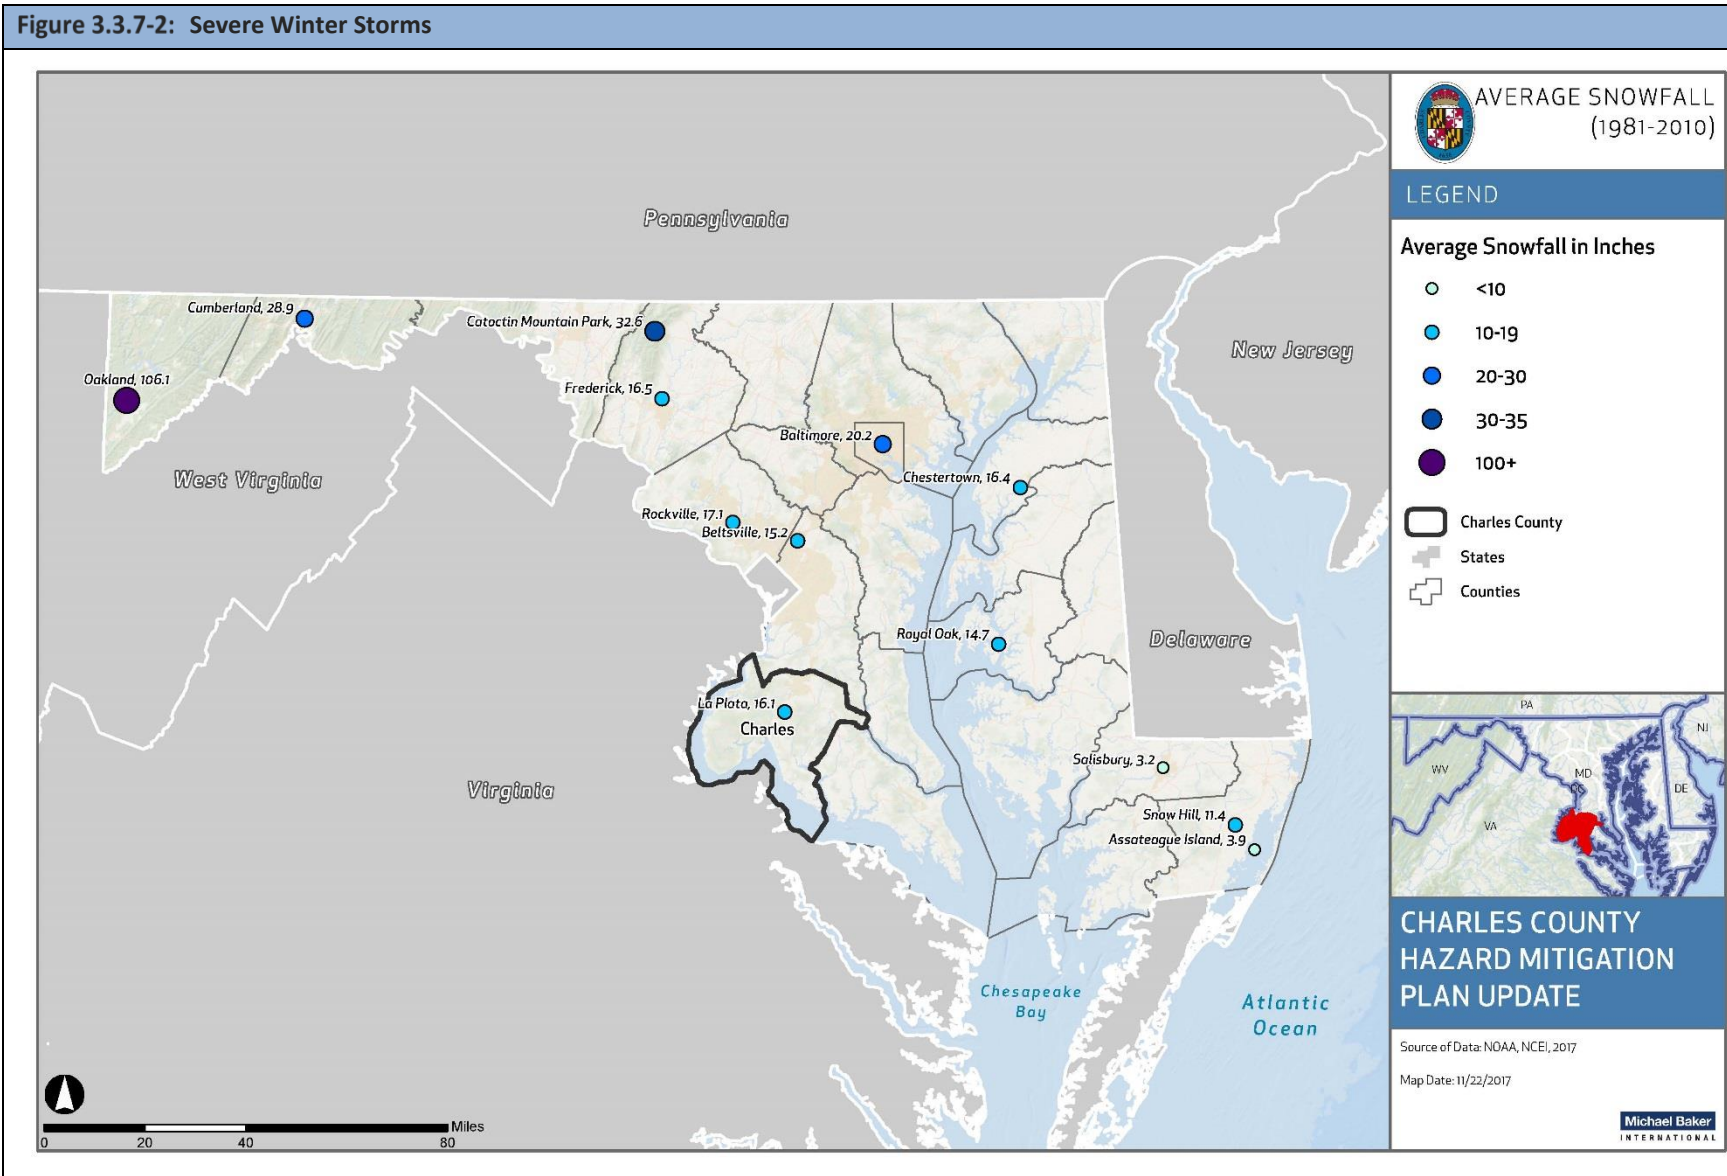 Figure 3.3.7-2: Severe Winter Storms
AVERAGE SNOWFALL
(1981-2010)
LEGEND
Average Snowfall in Inches
<10
10-19
20-30
30-35
100+
Charles County
States
Counties
Pennsylvania
New Jersey
West Virginia
Delaware
Virginia
Cumberland, 28.9
Catoctin Mountain Park, 32.6
Oakland, 106.1
Frederick, 16.5
Baltimore, 20.2
Chestertown, 16.4
Rockville, 17.1
Beltsville, 15.2
Royal Oak, 14.7
La Plata, 16.1
Charles
Salisbury, 3.2
Snow Hill, 11.4
Assateague Island, 3.9
Chesapeake
Bay
Atlantic
Ocean
0 20 40 80 Miles
PA
NJ
WV
MD
DC
DE
VA
CHARLES COUNTY
HAZARD MITIGATION
PLAN UPDATE
Source of Data: NOAA, NCEI, 2017
Map Date: 11/22/2017
Michael Baker
INTERNATIONAL